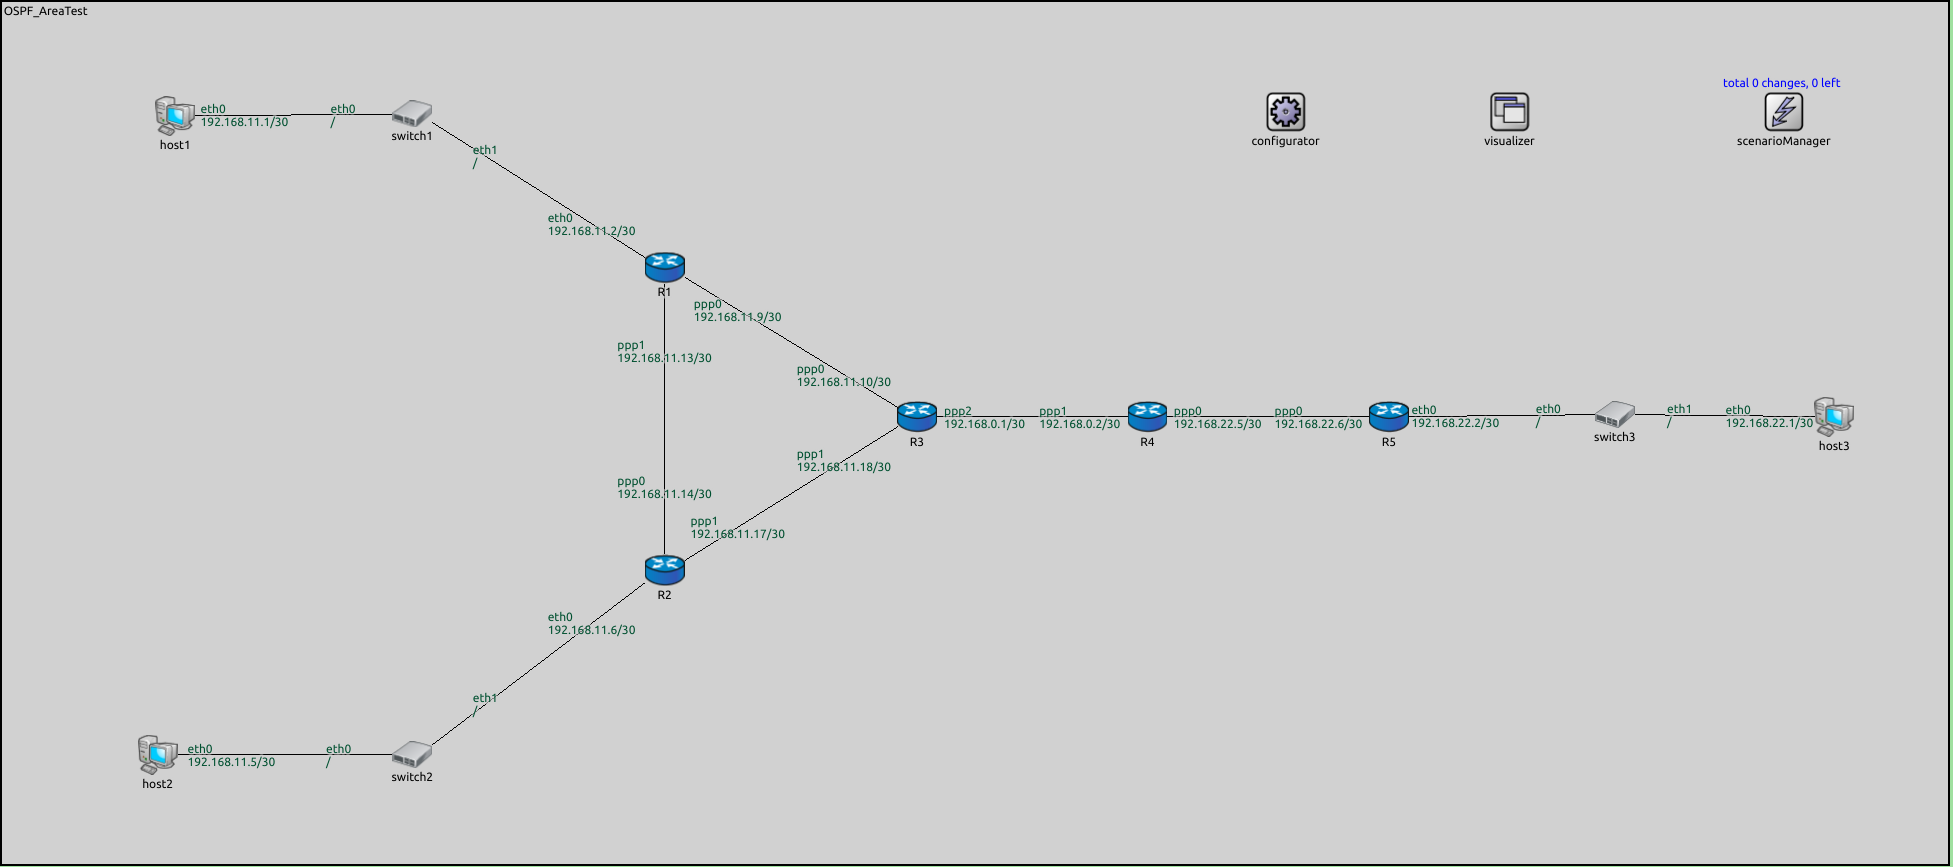 OSPF_AreaTest
total 0 changes, 0 left
configurator
visualizer
scenarioManager
eth0
192.168.11.1/30
eth0
/
host1
switch1
eth1
/
eth0
192.168.11.2/30
R1
ppp0
192.168.11.9/30
ppp1
192.168.11.13/30
ppp0
192.168.11.10/30
R3
ppp2
192.168.0.1/30
ppp1
192.168.0.2/30
R4
ppp0
192.168.22.5/30
ppp0
192.168.22.6/30
R5
eth0
192.168.22.2/30
eth0
/
switch3
eth1
/
eth0
192.168.22.1/30
host3
ppp1
192.168.11.18/30
ppp0
192.168.11.14/30
ppp1
192.168.11.17/30
R2
eth0
192.168.11.6/30
eth1
/
eth0
192.168.11.5/30
eth0
/
host2
switch2